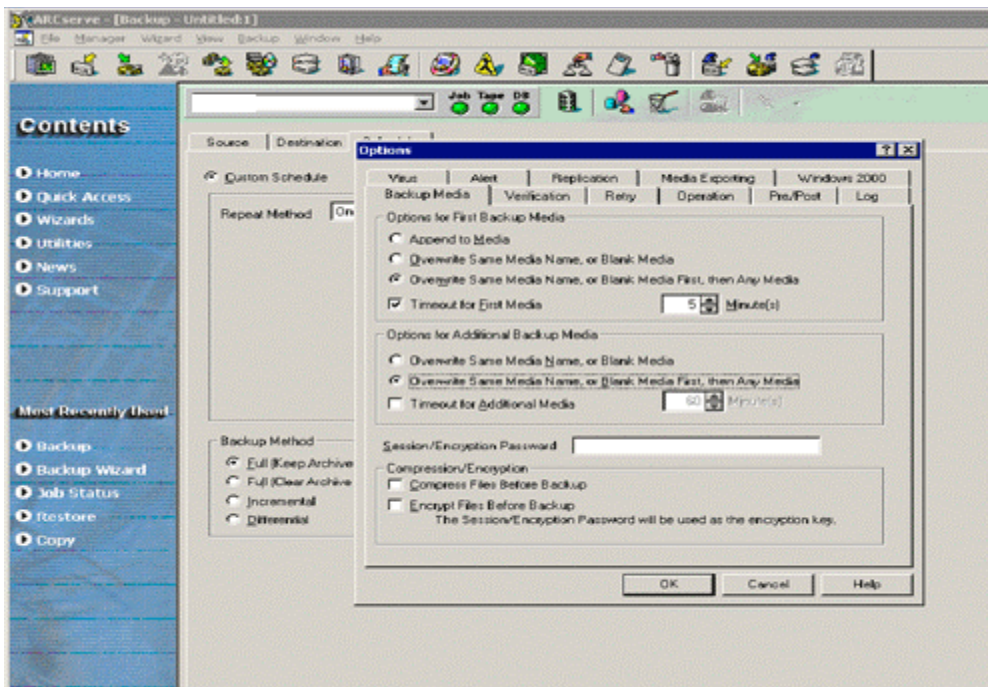 ARCserve - [Backup - Untitled:1]
File Manager Wizard View Backup Window Help
Job Tape DB
Contents
Home
Quick Access
Wizards
Utilities
News
Support
Most Recently Used
Backup
Backup Wizard
Job Status
Restore
Copy
Source Destination
Custom Schedule
Repeat Method
Backup Method
Full (Keep Archive
Full (Clear Archive
Incremental
Differential
Options
Virus Alert Replication Media Exporting Windows 2000
Backup Media Verification Retry Operation Pre/Post Log
Options for First Backup Media
Append to Media
Overwrite Same Media Name, or Blank Media
Overwrite Same Media Name, or Blank Media First, then Any Media
Timeout for First Media 5 Minute(s)
Options for Additional Backup Media
Overwrite Same Media Name, or Blank Media
Overwrite Same Media Name, or Blank Media First, then Any Media
Timeout for Additional Media 60 Minute(s)
Session/Encryption Password
Compression/Encryption
Compress Files Before Backup
Encrypt Files Before Backup
The Session/Encryption Password will be used as the encryption key.
OK Cancel Help